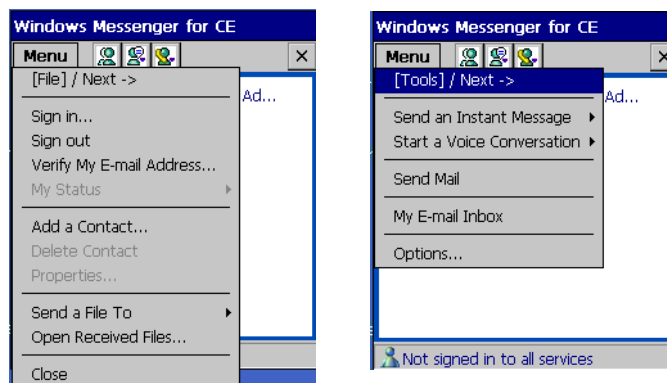 Windows Messenger for CE
Menu
[File] / Next ->
Ad...
Sign in...
Sign out
Verify My E-mail Address...
My Status
Add a Contact...
Delete Contact
Properties...
Send a File To
Open Received Files...
Close
Windows Messenger for CE
Menu
[Tools] / Next ->
Ad...
Send an Instant Message
Start a Voice Conversation
Send Mail
My E-mail Inbox
Options...
Not signed in to all services